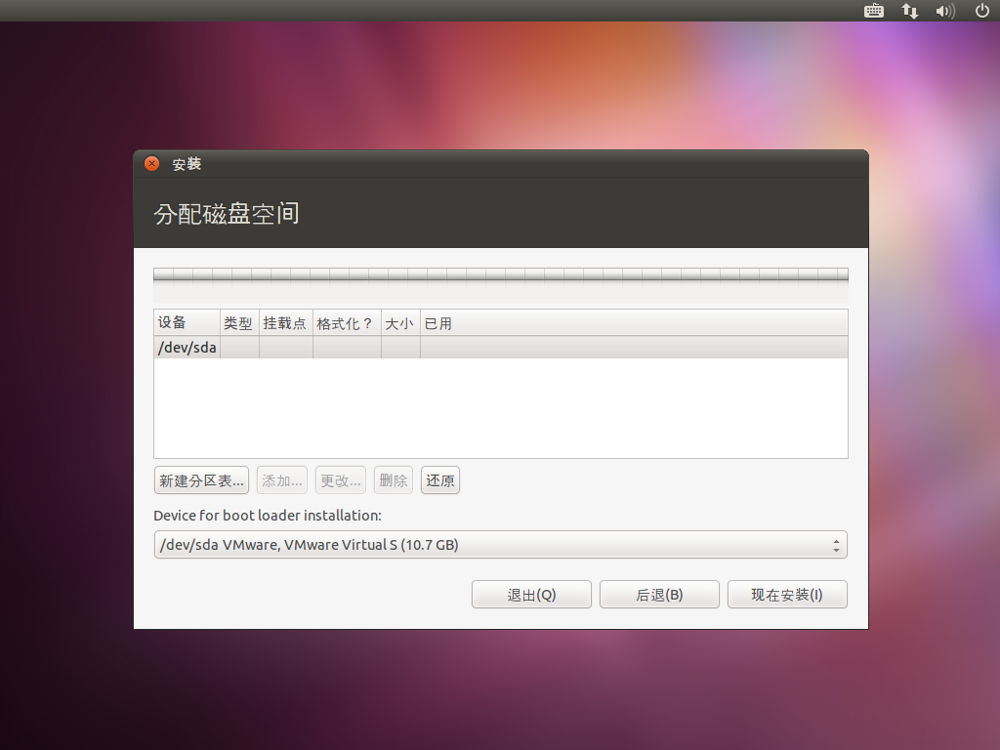 安装
分配磁盘空间
设备 类型 挂载点 格式化？ 大小 已用
/dev/sda
新建分区表... 添加... 更改... 删除 还原
Device for boot loader installation:
/dev/sda VMware, VMware Virtual S (10.7 GB)
退出(Q) 后退(B) 现在安装(I)